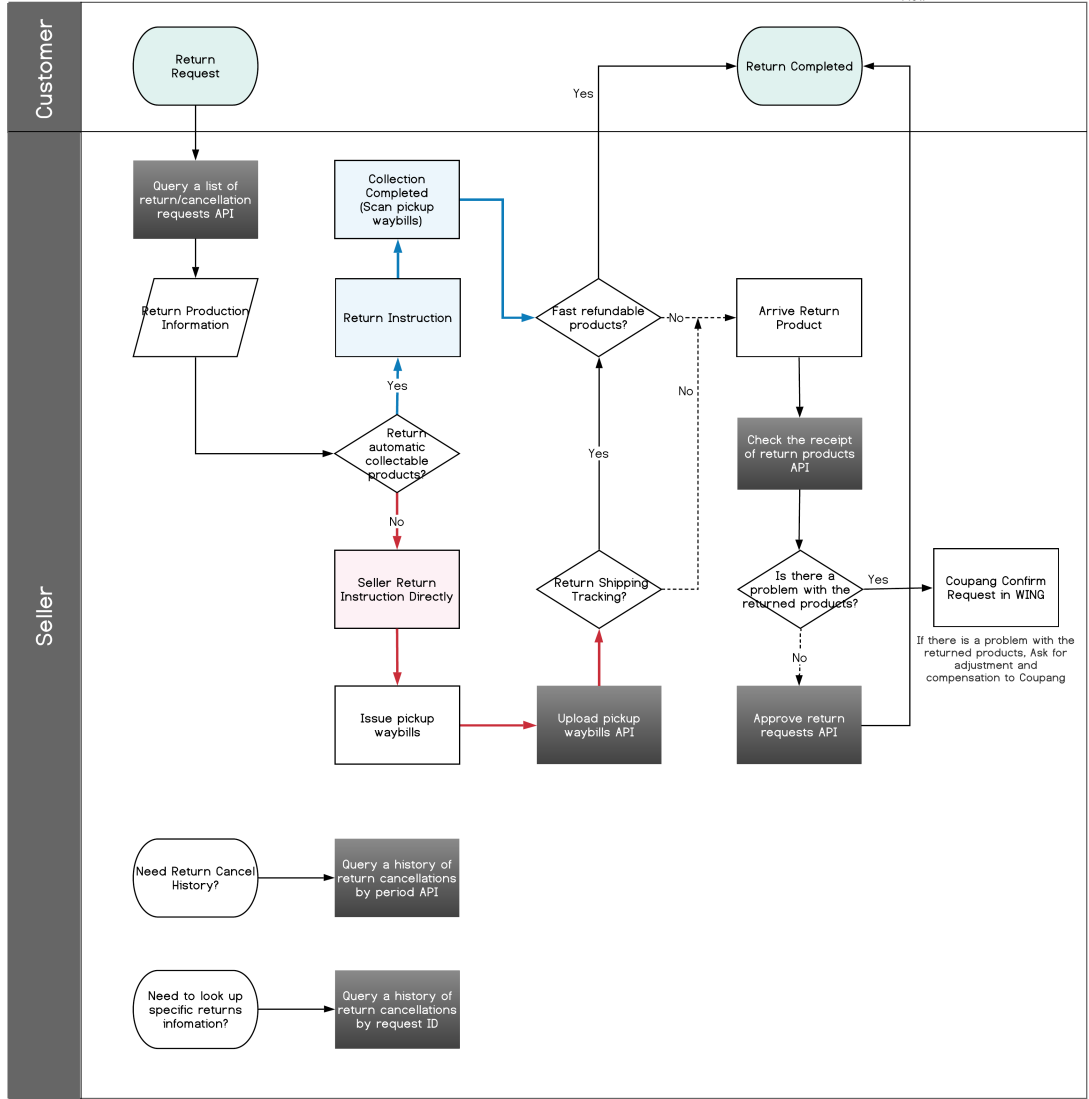 Customer
Return
Request
Return Completed
Yes
Seller
Query a list of
return/cancellation
requests API
Collection
Completed
(Scan pickup
waybills)
Return Production
Information
Return Instruction
Fast refundable
products?
No
Arrive Return
Product
Yes
No
Return
automatic
collectable
products?
Yes
Check the receipt
of return products
API
No
Seller Return
Instruction Directly
Return Shipping
Tracking?
Is there a
problem with the
returned products?
Yes
Coupang Confirm
Request in WING
If there is a problem with the
returned products, Ask for
adjustment and
compensation to Coupang
No
Issue pickup
waybills
Upload pickup
waybills API
Approve return
requests API
Need Return Cancel
History?
Query a history of
return cancellations
by period API
Need to look up
specific returns
infomation?
Query a history of
return cancellations
by request ID